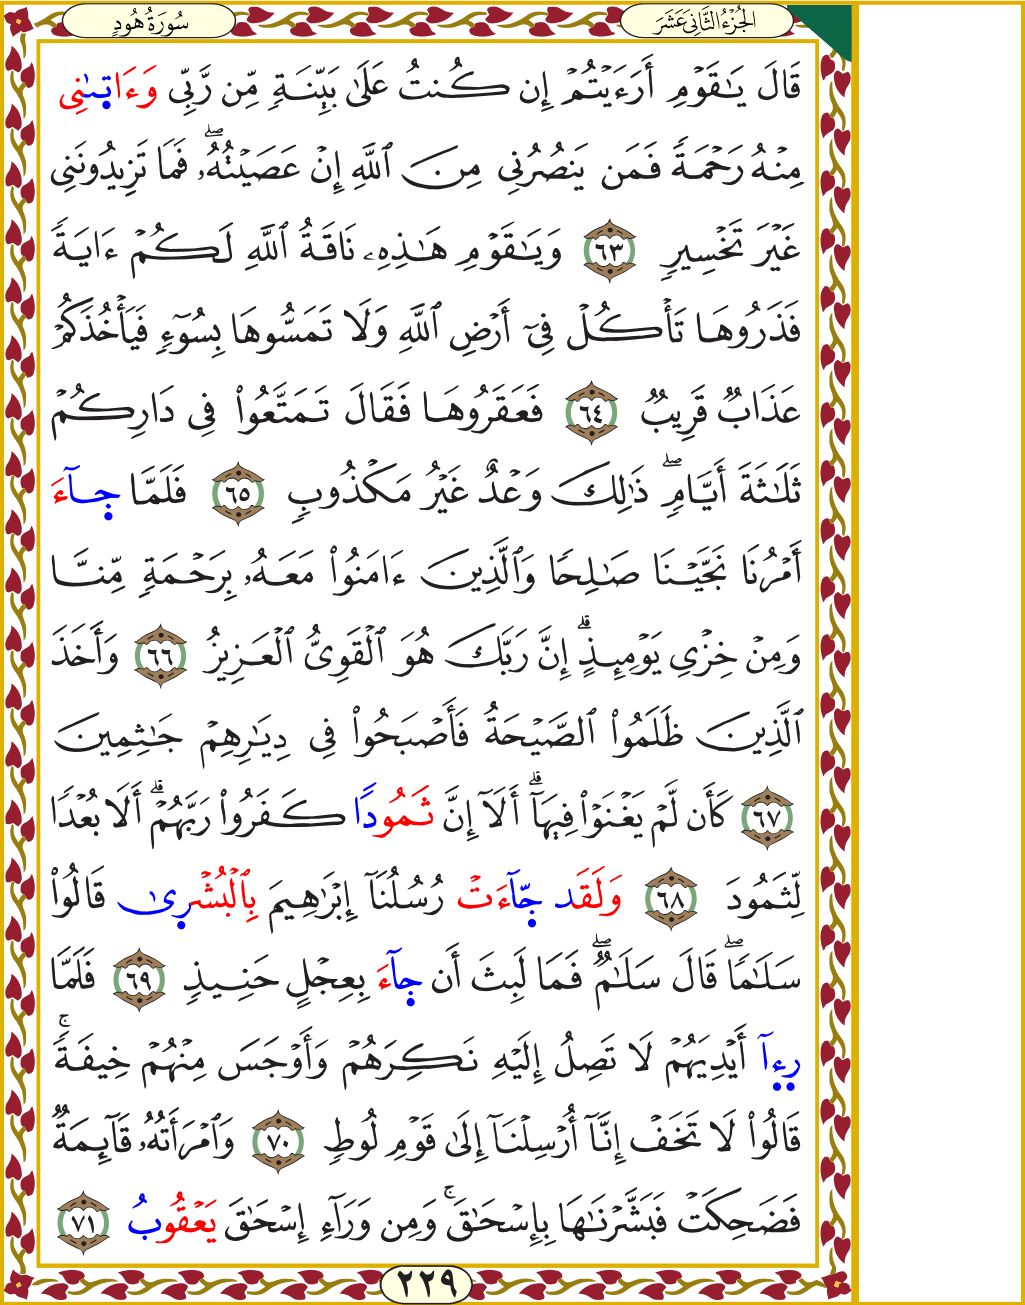 سُورَةُ هُودٍ
الجُزْءُ الثَّانِيَ عَشَرَ
قَالَ يَٰقَوۡمِ أَرَءَيۡتُمۡ إِن كُنتُ عَلَىٰ بَيِّنَةٖ مِّن رَّبِّي وَءَاتىٰنِي
مِنۡهُ رَحۡمَةٗ فَمَن يَنصُرُنِي مِنَ ٱللَّهِ إِنۡ عَصَيۡتُهُۥۖ فَمَا تَزِيدُونَنِي
غَيۡرَ تَخۡسِيرٖ ٦٣ وَيَٰقَوۡمِ هَٰذِهِۦ نَاقَةُ ٱللَّهِ لَكُمۡ ءَايَةٗ
فَذَرُوهَا تَأۡكُلۡ فِيٓ أَرۡضِ ٱللَّهِ وَلَا تَمَسُّوهَا بِسُوٓءٖ فَيَأۡخُذَكُمۡ
عَذَابٞ قَرِيبٞ ٦٤ فَعَقَرُوهَا فَقَالَ تَمَتَّعُواْ فِي دَارِكُمۡ
ثَلَٰثَةَ أَيَّامٖۖ ذَٰلِكَ وَعۡدٌ غَيۡرُ مَكۡذُوبٖ ٦٥ فَلَمَّا جِآءَ
أَمۡرُنَا نَجَّيۡنَا صَٰلِحٗا وَٱلَّذِينَ ءَامَنُواْ مَعَهُۥ بِرَحۡمَةٖ مِّنَّا
وَمِنۡ خِزۡيِ يَوۡمِئِذٍۚ إِنَّ رَبَّكَ هُوَ ٱلۡقَوِيُّ ٱلۡعَزِيزُ ٦٦ وَأَخَذَ
ٱلَّذِينَ ظَلَمُواْ ٱلصَّيۡحَةُ فَأَصۡبَحُواْ فِي دِيَٰرِهِمۡ جَٰثِمِينَ
٦٧ كَأَن لَّمۡ يَغۡنَوۡاْ فِيهَآۗ أَلَآ إِنَّ ثَمُودٗا كَفَرُواْ رَبَّهُمۡۗ أَلَا بُعۡدٗا
لِّثَمُودَ ٦٨ وَلَقَد جِّآءَتۡ رُسُلُنَآ إِبۡرَٰهِيمَ بِٱلۡبُشۡرِىٰ قَالُواْ
سَلَٰمٗاۖ قَالَ سَلَٰمٞۖ فَمَا لَبِثَ أَن جِآءَ بِعِجۡلٍ حَنِيذٖ ٦٩ فَلَمَّا
رِءِآ أَيۡدِيَهُمۡ لَا تَصِلُ إِلَيۡهِ نَكِرَهُمۡ وَأَوۡجَسَ مِنۡهُمۡ خِيفَةٗۚ
قَالُواْ لَا تَخَفۡ إِنَّآ أُرۡسِلۡنَآ إِلَىٰ قَوۡمِ لُوطٖ ٧٠ وَٱمۡرَأَتُهُۥ قَآئِمَةٞ
فَضَحِكَتۡ فَبَشَّرۡنَٰهَا بِإِسۡحَٰقَۚ وَمِن وَرَآءِ إِسۡحَٰقَ يَعۡقُوبُ ٧١
٢٢٩